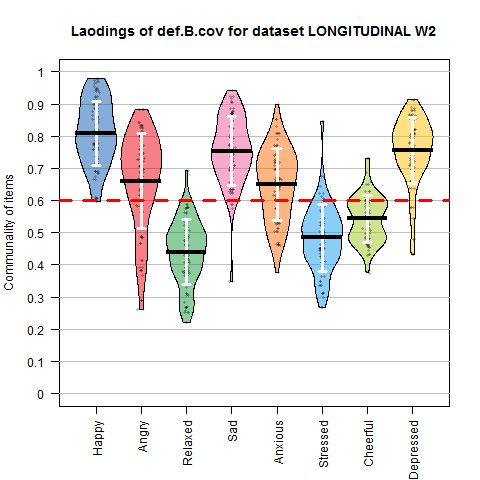 Laodings of def.B.cov for dataset LONGITUDINAL W2
Communality of items
1
0.9
0.8
0.7
0.6
0.5
0.4
0.3
0.2
0.1
0
Happy
Angry
Relaxed
Sad
Anxious
Stressed
Cheerful
Depressed